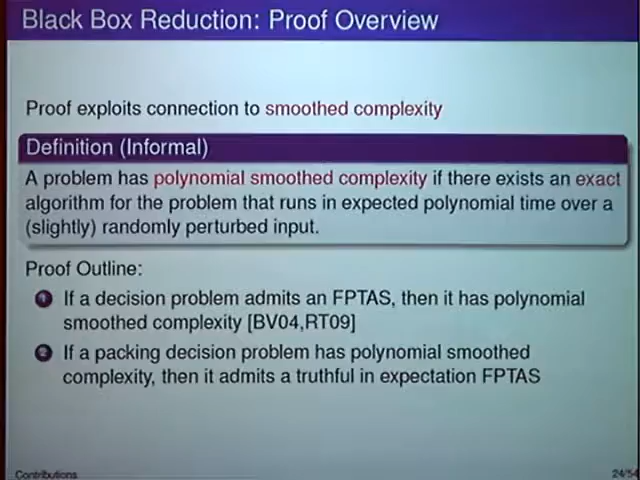 Black Box Reduction: Proof Overview
Proof exploits connection to smoothed complexity
Definition (Informal)
A problem has polynomial smoothed complexity if there exists an exact
algorithm for the problem that runs in expected polynomial time over a
(slightly) randomly perturbed input.
Proof Outline:
1 If a decision problem admits an FPTAS, then it has polynomial
smoothed complexity [BV04,RT09]
2 If a packing decision problem has polynomial smoothed
complexity, then it admits a truthful in expectation FPTAS
Contributions
24/54